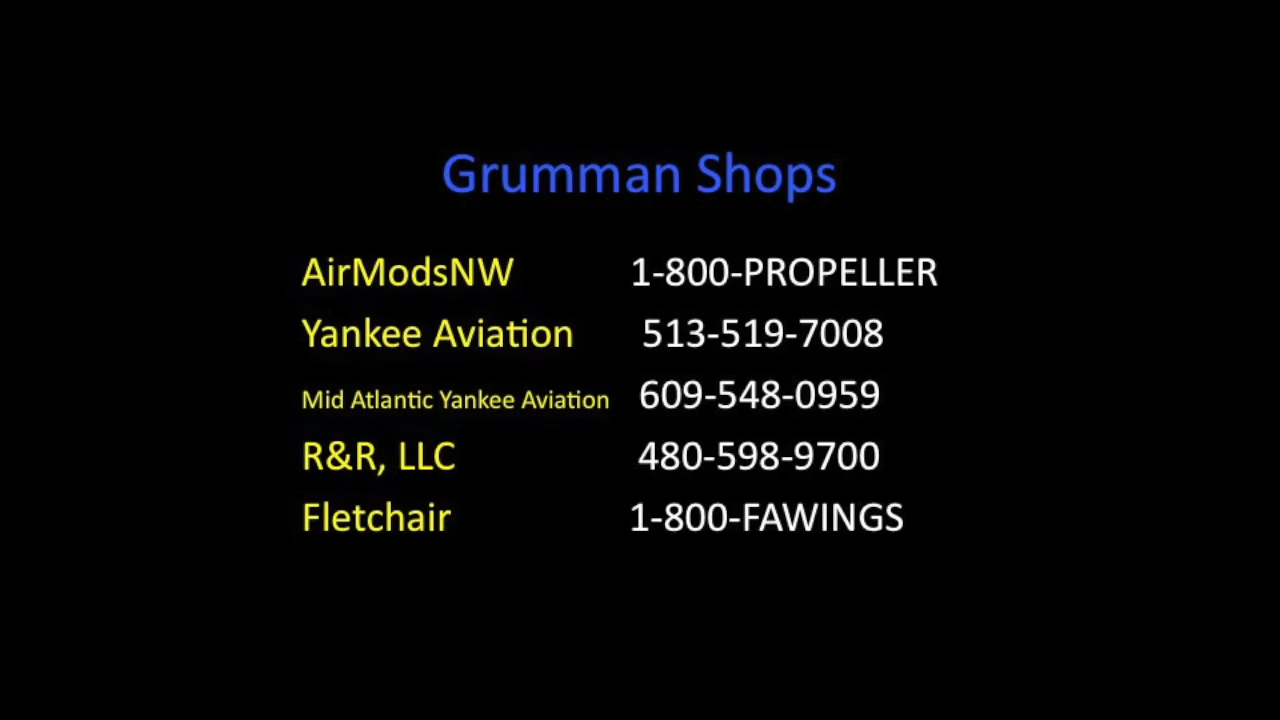 Grumman Shops
AirModsNW 1-800-PROPELLER
Yankee Aviation 513-519-7008
Mid Atlantic Yankee Aviation 609-548-0959
R&R, LLC 480-598-9700
Fletchair 1-800-FAWINGS